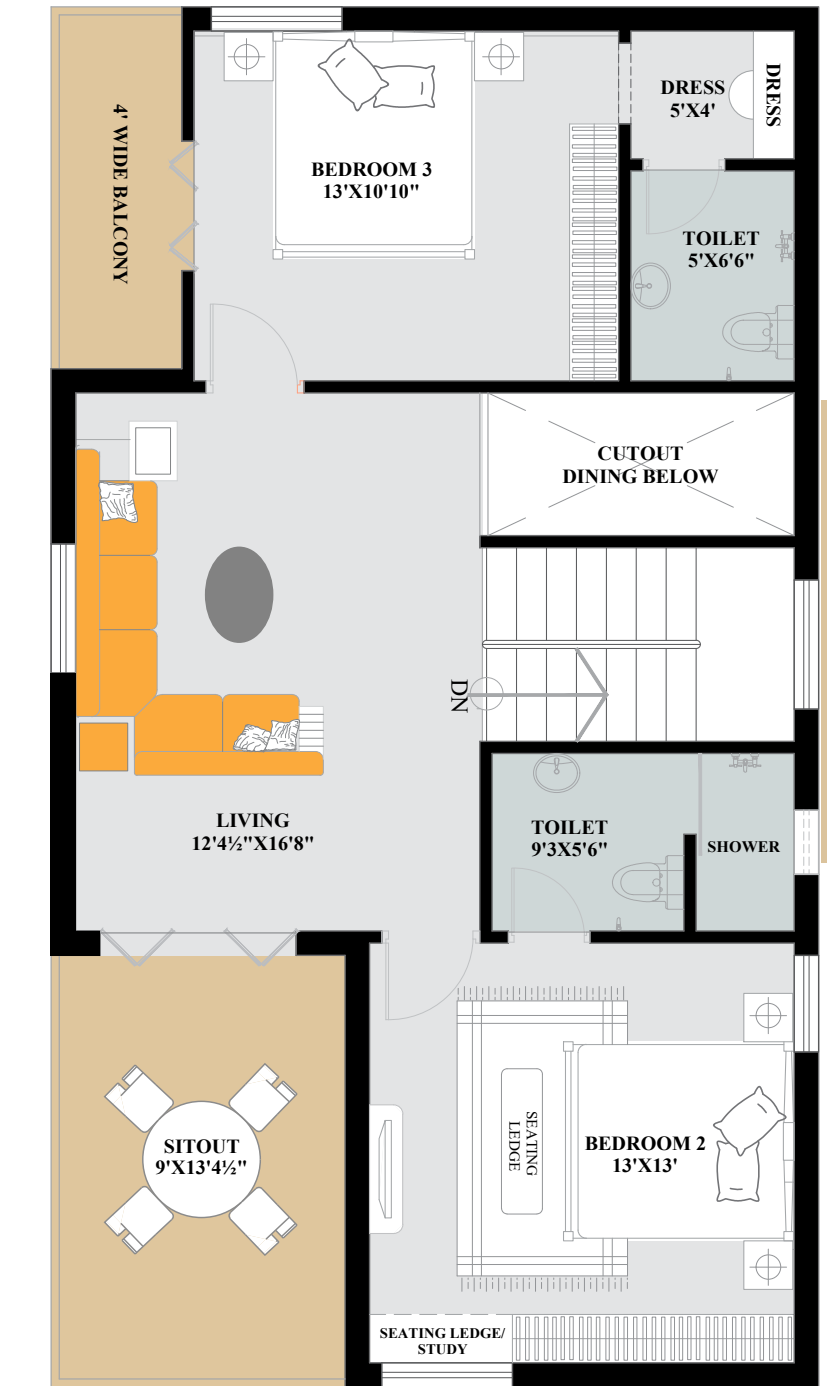 4' WIDE BALCONY
BEDROOM 3
13'X10'10"
DRESS
5'X4'
DRESS
TOILET
5'X6'6"
CUTOUT
DINING BELOW
DN
LIVING
12'4½"X16'8"
TOILET
9'3X5'6"
SHOWER
SITOUT
9'X13'4½"
SEATING
LEDGE
BEDROOM 2
13'X13'
SEATING LEDGE/
STUDY